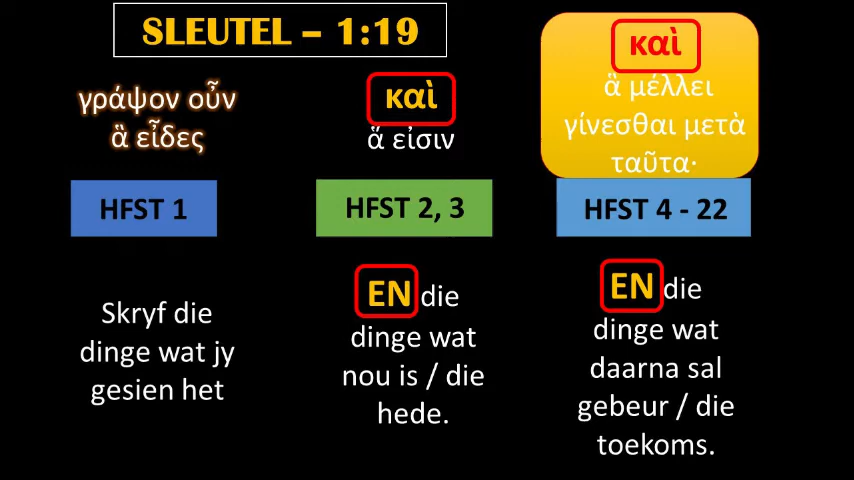 SLEUTEL – 1:19
γράψον οὖν
ἃ εἶδες
καὶ
ἅ εἰσιν
καὶ
ἃ μέλλει
γίνεσθαι μετὰ
ταῦτα·
HFST 1
HFST 2, 3
HFST 4 - 22
Skryf die
dinge wat jy
gesien het
EN die
dinge wat
nou is / die
hede.
EN die
dinge wat
daarna sal
gebeur / die
toekoms.